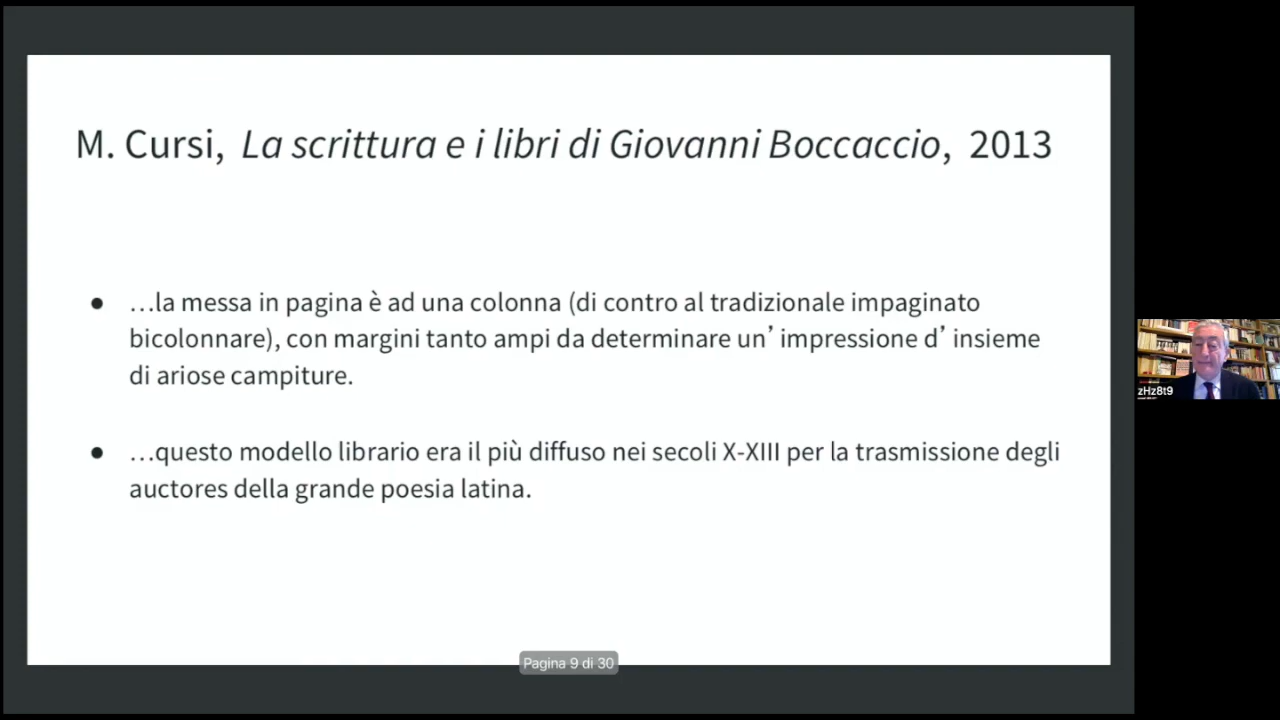 M. Cursi, La scrittura e i libri di Giovanni Boccaccio, 2013
● …la messa in pagina è ad una colonna (di contro al tradizionale impaginato
bicolonnare), con margini tanto ampi da determinare un’ impressione d’ insieme
di ariose campiture.
● …questo modello librario era il più diffuso nei secoli X-XIII per la trasmissione degli
auctores della grande poesia latina.
zHz8t9
Pagina 9 di 30